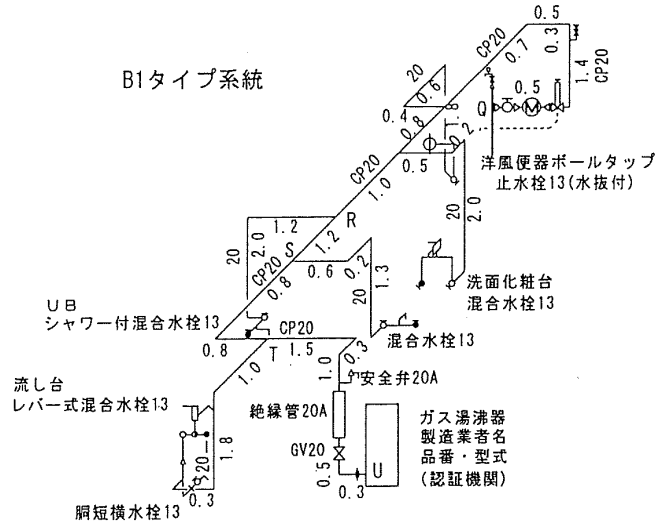 B1タイプ系統
0.5
0.3
CP20
0.7
1.4
CP20
20
0.6
0.4
0.8
0.5
Q
M
0.2
0.5
CP20
1.0
洋風便器ボールタップ
止水栓13(水抜付)
20
2.0
1.2
R
20
2.0
S
1.2
CP20
0.8
0.6
0.2
1.3
20
洗面化粧台
混合水栓13
UB
シャワー付混合水栓13
CP20
混合水栓13
0.8
T
1.5
0.3
1.0
1.0
安全弁20A
流し台
レバー式混合水栓13
絶縁管20A
ガス湯沸器
製造業者名
品番・型式
(認証機関)
GV20
20
1.8
0.5
U
0.3
0.3
胴短横水栓13